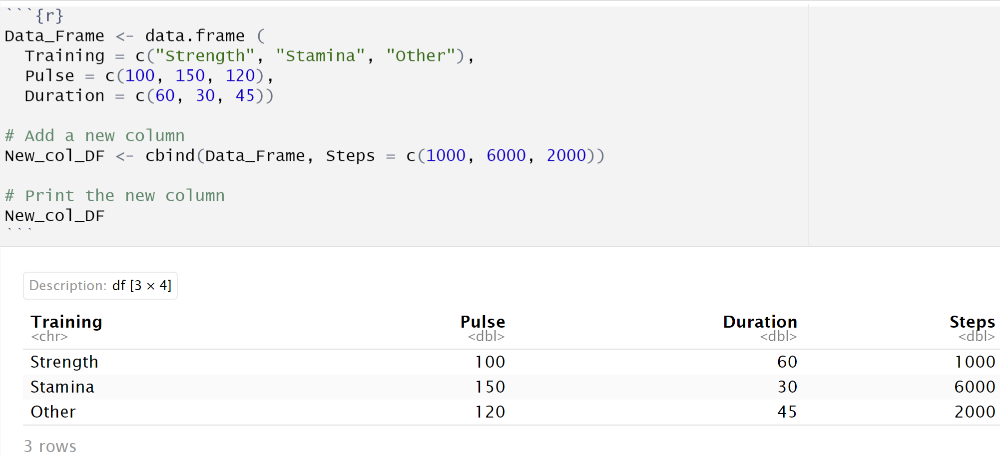 ```{r}
Data_Frame <- data.frame (
  Training = c("Strength", "Stamina", "Other"),
  Pulse = c(100, 150, 120),
  Duration = c(60, 30, 45))

# Add a new column
New_col_DF <- cbind(Data_Frame, Steps = c(1000, 6000, 2000))

# Print the new column
New_col_DF
```
Description: df [3 × 4]
Training Pulse Duration Steps
<chr> <dbl> <dbl> <dbl>
Strength 100 60 1000
Stamina 150 30 6000
Other 120 45 2000
3 rows